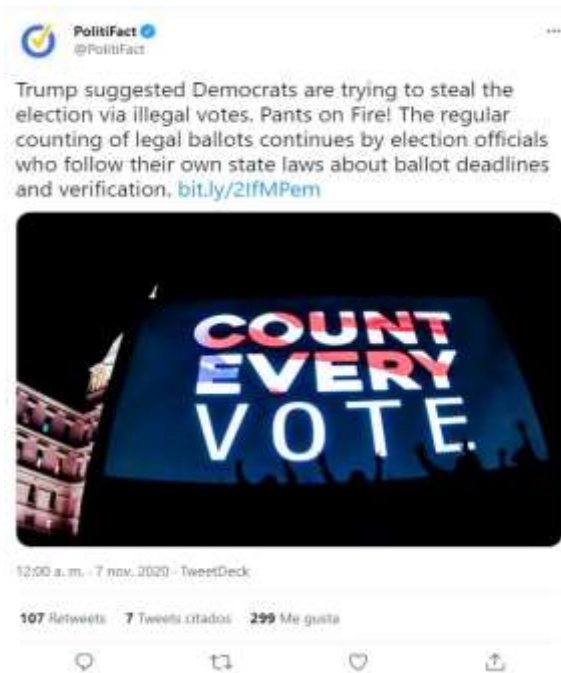 PolitiFact
@PolitiFact
Trump suggested Democrats are trying to steal the
election via illegal votes. Pants on Fire! The regular
counting of legal ballots continues by election officials
who follow their own state laws about ballot deadlines
and verification. bit.ly/2IfMPem
COUNT
EVERY
VOTE.
12:00 a. m. · 7 nov. 2020 · TweetDeck
107 Retweets 7 Tweets citados 299 Me gusta